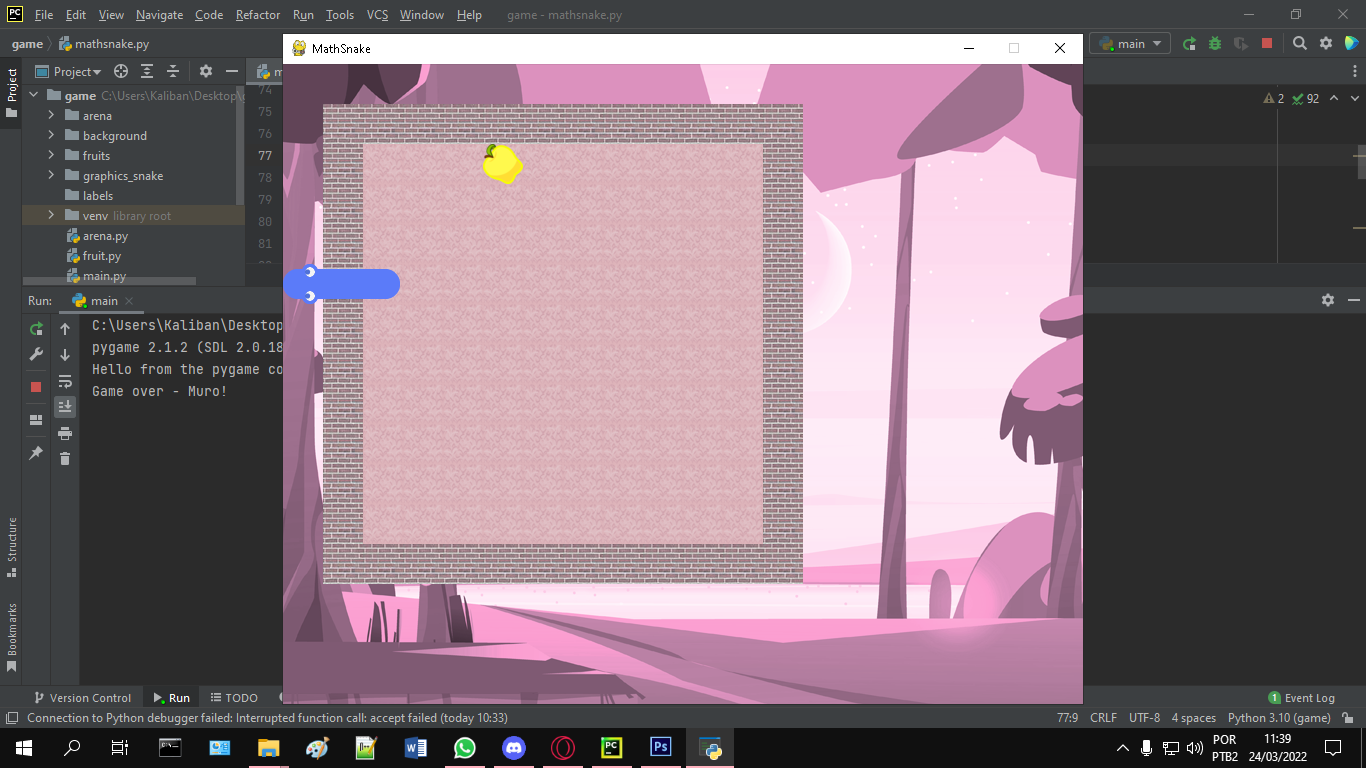 PC File Edit View Navigate Code Refactor Run Tools VCS Window Help game - mathsnake.py
game mathsnake.py
main
MathSnake
Project
Project
game C:\Users\Kaliban\Desktop\
arena
background
fruits
graphics_snake
labels
venv library root
arena.py
fruit.py
main.py
74
75
76
77
78
79
80
81
2 92
Run: main
C:\Users\Kaliban\Desktop
pygame 2.1.2 (SDL 2.0.18
Hello from the pygame co
Game over - Muro!
Structure
Bookmarks
Version Control Run TODO
1 Event Log
Connection to Python debugger failed: Interrupted function call: accept failed (today 10:33)
77:9 CRLF UTF-8 4 spaces Python 3.10 (game)
W PC Ps
POR 11:39
PTB2 24/03/2022